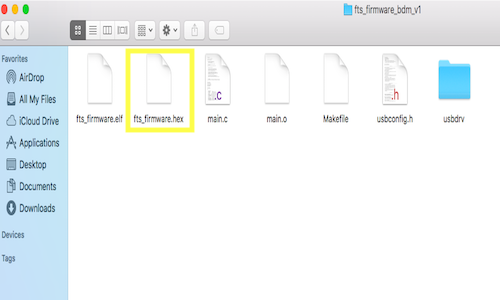 fts_firmware_bdm_v1
Favorites
AirDrop
All My Files
iCloud Drive
Applications
Desktop
Documents
Downloads
Devices
Tags
fts_firmware.elf
fts_firmware.hex
.c
main.c
main.o
Makefile
.h
usbconfig.h
usbdrv